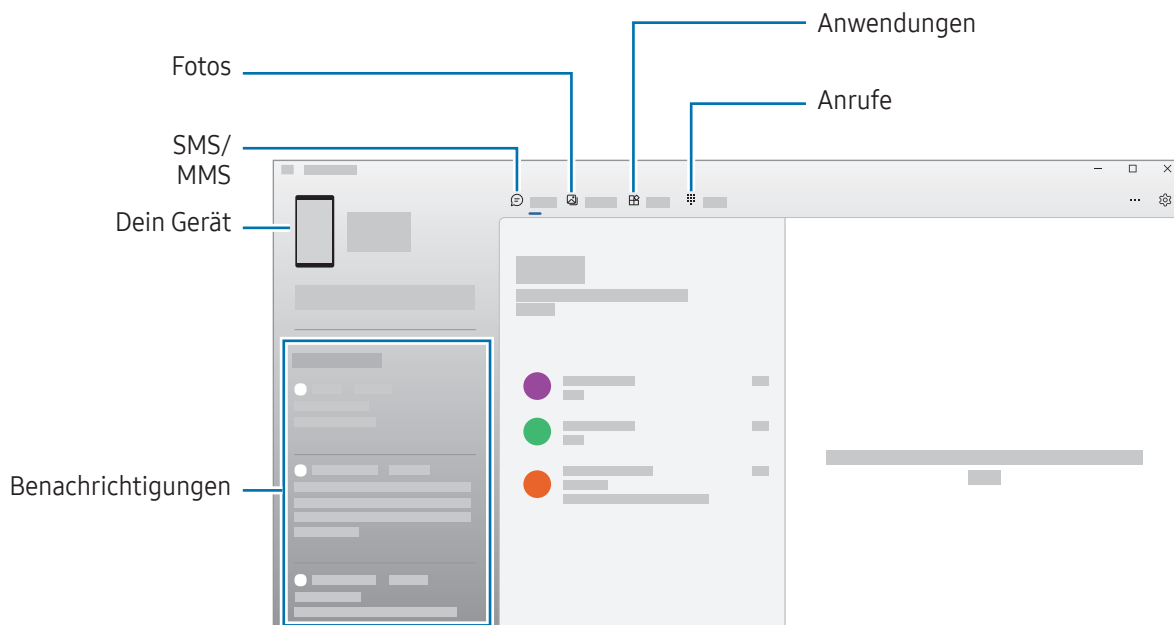 Anwendungen
Fotos
Anrufe
SMS/
MMS
Dein Gerät
Benachrichtigungen